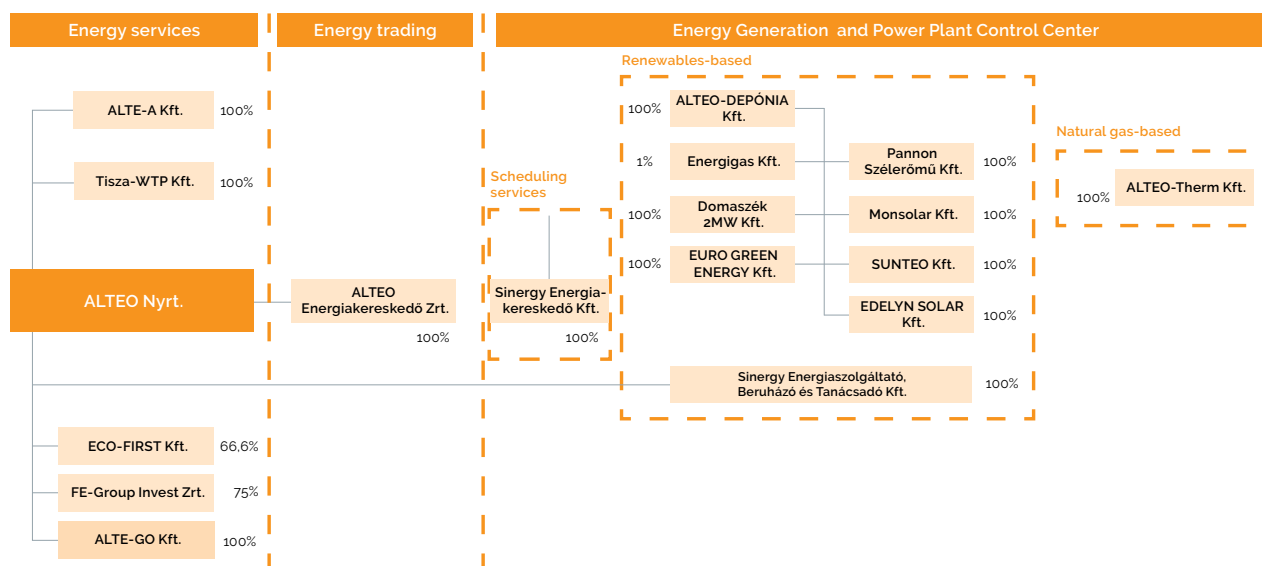 Energy services
Energy trading
Energy Generation and Power Plant Control Center
ALTE-A Kft.
100%
Tisza-WTP Kft.
100%
ALTEO Nyrt.
ECO-FIRST Kft.
66,6%
FE-Group Invest Zrt.
75%
ALTE-GO Kft.
100%
ALTEO
Energiakereskedő Zrt.
100%
Scheduling
services
Sinergy Energia-
kereskedő Kft.
100%
Renewables-based
100%
ALTEO-DEPÓNIA
Kft.
1%
Energigas Kft.
100%
Domaszék
2MW Kft.
100%
EURO GREEN
ENERGY Kft.
Pannon
Szélerőmű Kft.
100%
Monsolar Kft.
100%
SUNTEO Kft.
100%
EDELYN SOLAR
Kft.
100%
Sinergy Energiaszolgáltató,
Beruházó és Tanácsadó Kft.
100%
Natural gas-based
100%
ALTEO-Therm Kft.